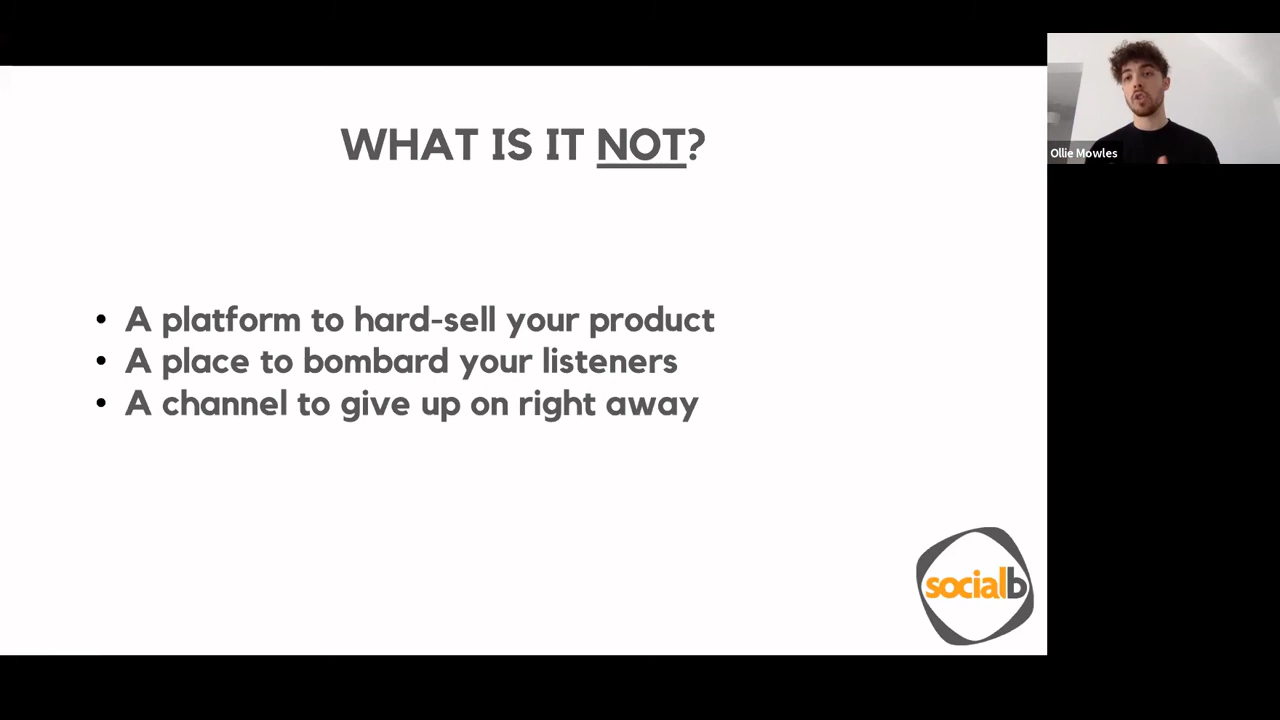 WHAT IS IT NOT?
• A platform to hard-sell your product
• A place to bombard your listeners
• A channel to give up on right away
socialb
Ollie Mowles